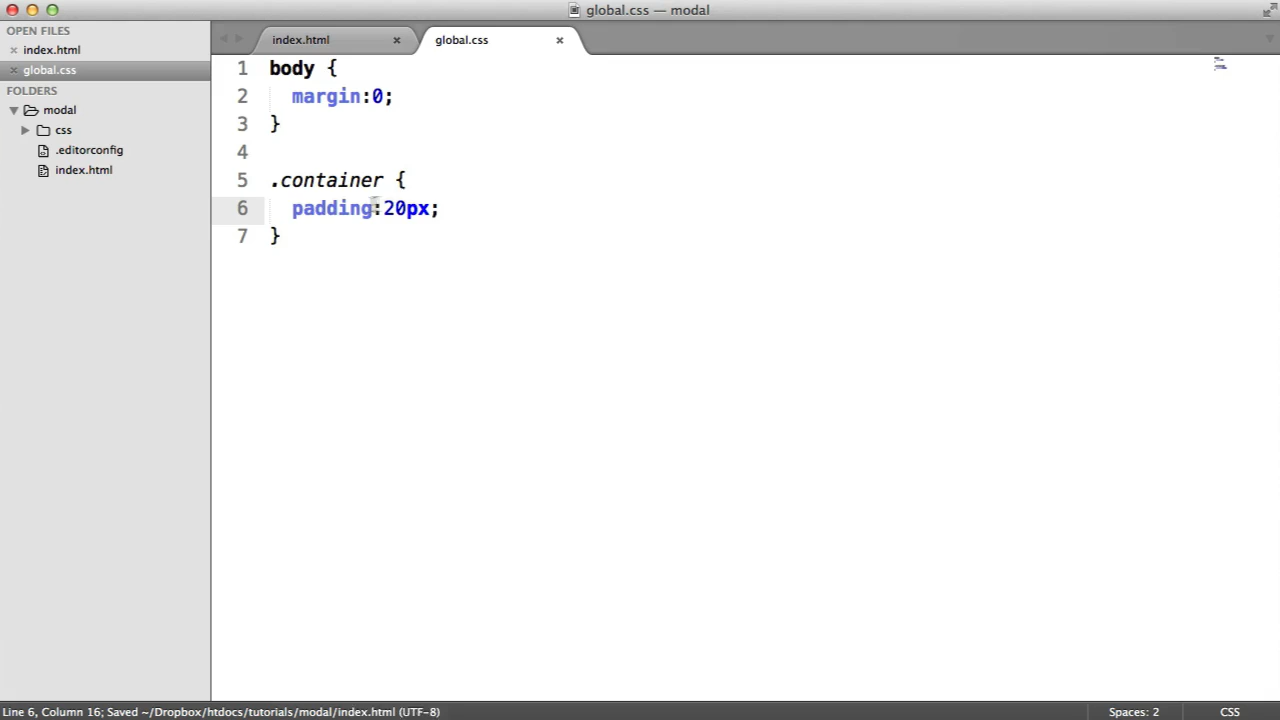 global.css — modal
OPEN FILES
index.html
global.css
FOLDERS
modal
css
.editorconfig
index.html
index.html
global.css
1 body {
2 margin:0;
3 }
4
5 .container {
6 padding:20px;
7 }
Line 6, Column 16; Saved ~/Dropbox/htdocs/tutorials/modal/index.html (UTF-8)
Spaces: 2
CSS